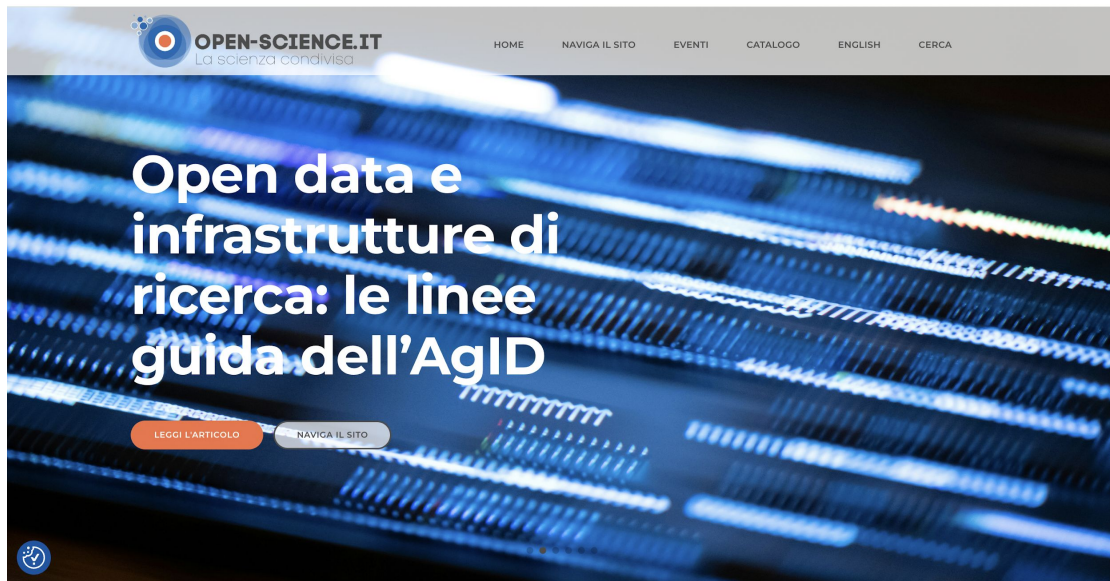 OPEN-SCIENCE.IT
La scienza condivisa
HOME NAVIGA IL SITO EVENTI CATALOGO ENGLISH CERCA
Open data e
infrastrutture di
ricerca: le linee
guida dell’AgID
LEGGI L'ARTICOLO NAVIGA IL SITO